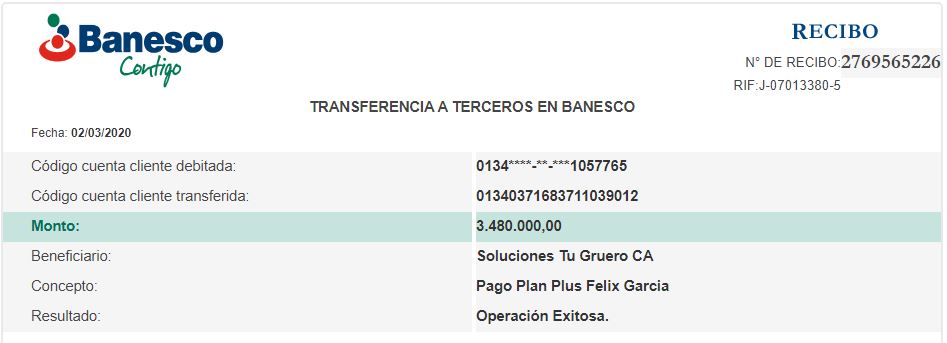 Banesco
Contigo
RECIBO
N° DE RECIBO:2769565226
RIF:J-07013380-5
TRANSFERENCIA A TERCEROS EN BANESCO
Fecha: 02/03/2020
Código cuenta cliente debitada: 0134****-**-***1057765
Código cuenta cliente transferida: 01340371683711039012
Monto: 3.480.000,00
Beneficiario: Soluciones Tu Gruero CA
Concepto: Pago Plan Plus Felix Garcia
Resultado: Operación Exitosa.